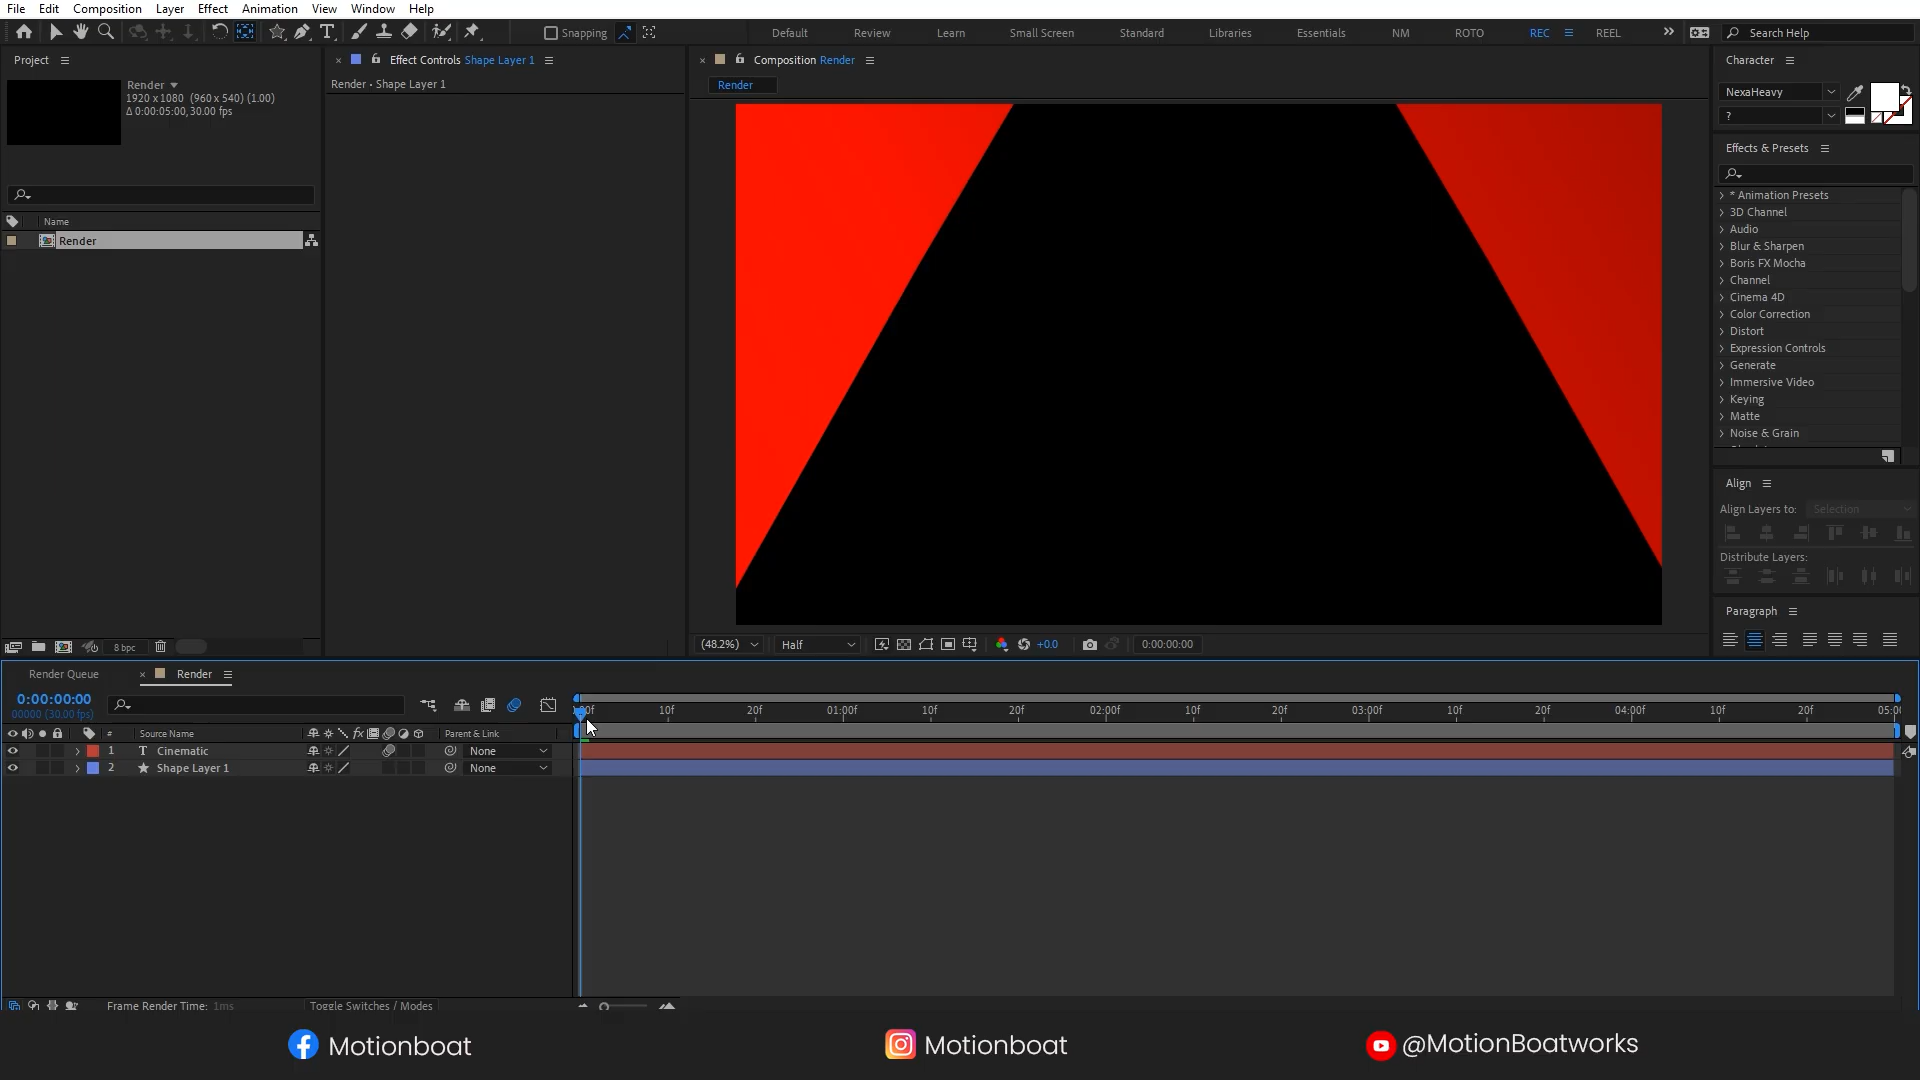 File Edit Composition Layer Effect Animation View Window Help
Snapping
Default Review Learn Small Screen Standard Libraries Essentials NM ROTO REC REEL
Search Help
Project
Render
1920 x 1080 (960 x 540) (1.00)
Δ 0:00:05:00, 30.00 fps
Name
Render
8 bpc
Effect Controls Shape Layer 1
Render • Shape Layer 1
Composition Render
Render
(48.2%)
Half
+0.0
0:00:00:00
Character
NexaHeavy
?
Effects & Presets
* Animation Presets
3D Channel
Audio
Blur & Sharpen
Boris FX Mocha
Channel
Cinema 4D
Color Correction
Distort
Expression Controls
Generate
Immersive Video
Keying
Matte
Noise & Grain
Align
Align Layers to: Selection
Distribute Layers:
Paragraph
Render Queue
Render
0:00:00:00
00000 (30.00 fps)
10f 20f 01:00f 10f 20f 02:00f 10f 20f 03:00f 10f 20f 04:00f 10f 20f
# Source Name fx Parent & Link
1 T Cinematic None
2 Shape Layer 1 None
Frame Render Time: 1ms
Toggle Switches / Modes
Motionboat
Motionboat
@MotionBoatworks